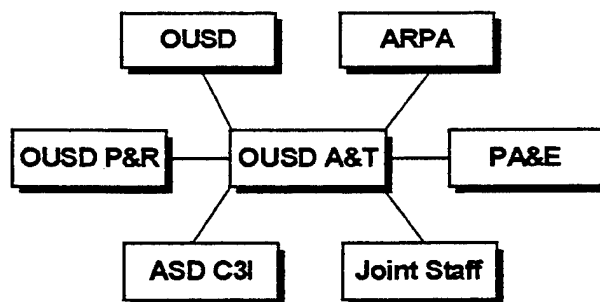 OUSD
ARPA
OUSD P&R
OUSD A&T
PA&E
ASD C3I
Joint Staff